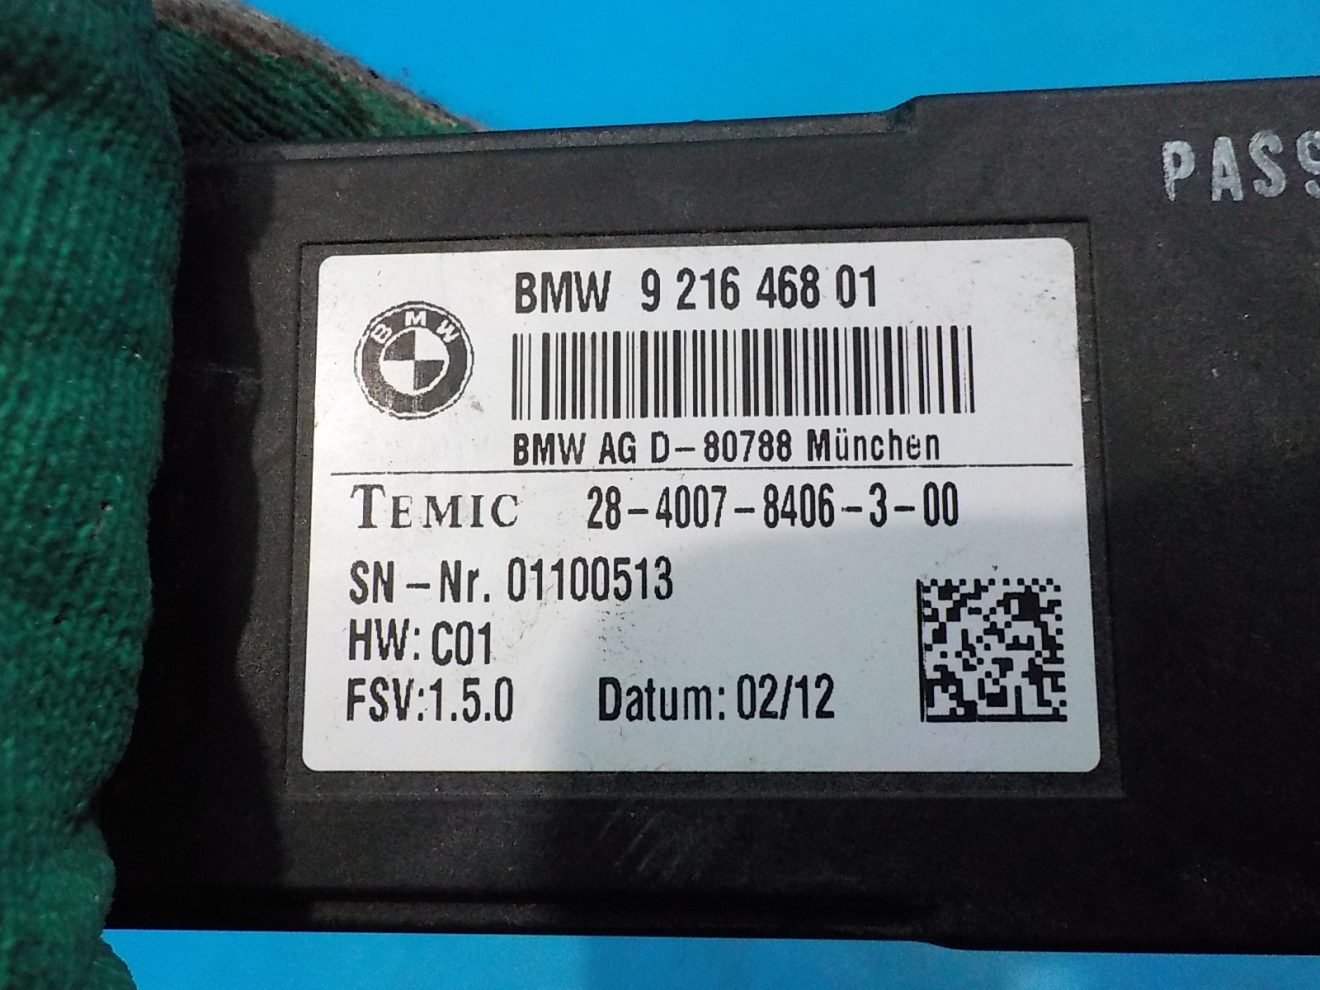 PASS
BMW 9 216 468 01
BMW
BMW AG D-80788 München
TEMIC 28-4007-8406-3-00
SN-Nr. 01100513
HW: C01
FSV:1.5.0 Datum: 02/12